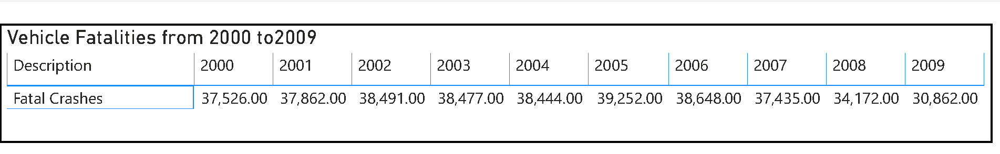 Vehicle Fatalities from 2000 to2009
Description 2000 2001 2002 2003 2004 2005 2006 2007 2008 2009
Fatal Crashes 37,526.00 37,862.00 38,491.00 38,477.00 38,444.00 39,252.00 38,648.00 37,435.00 34,172.00 30,862.00